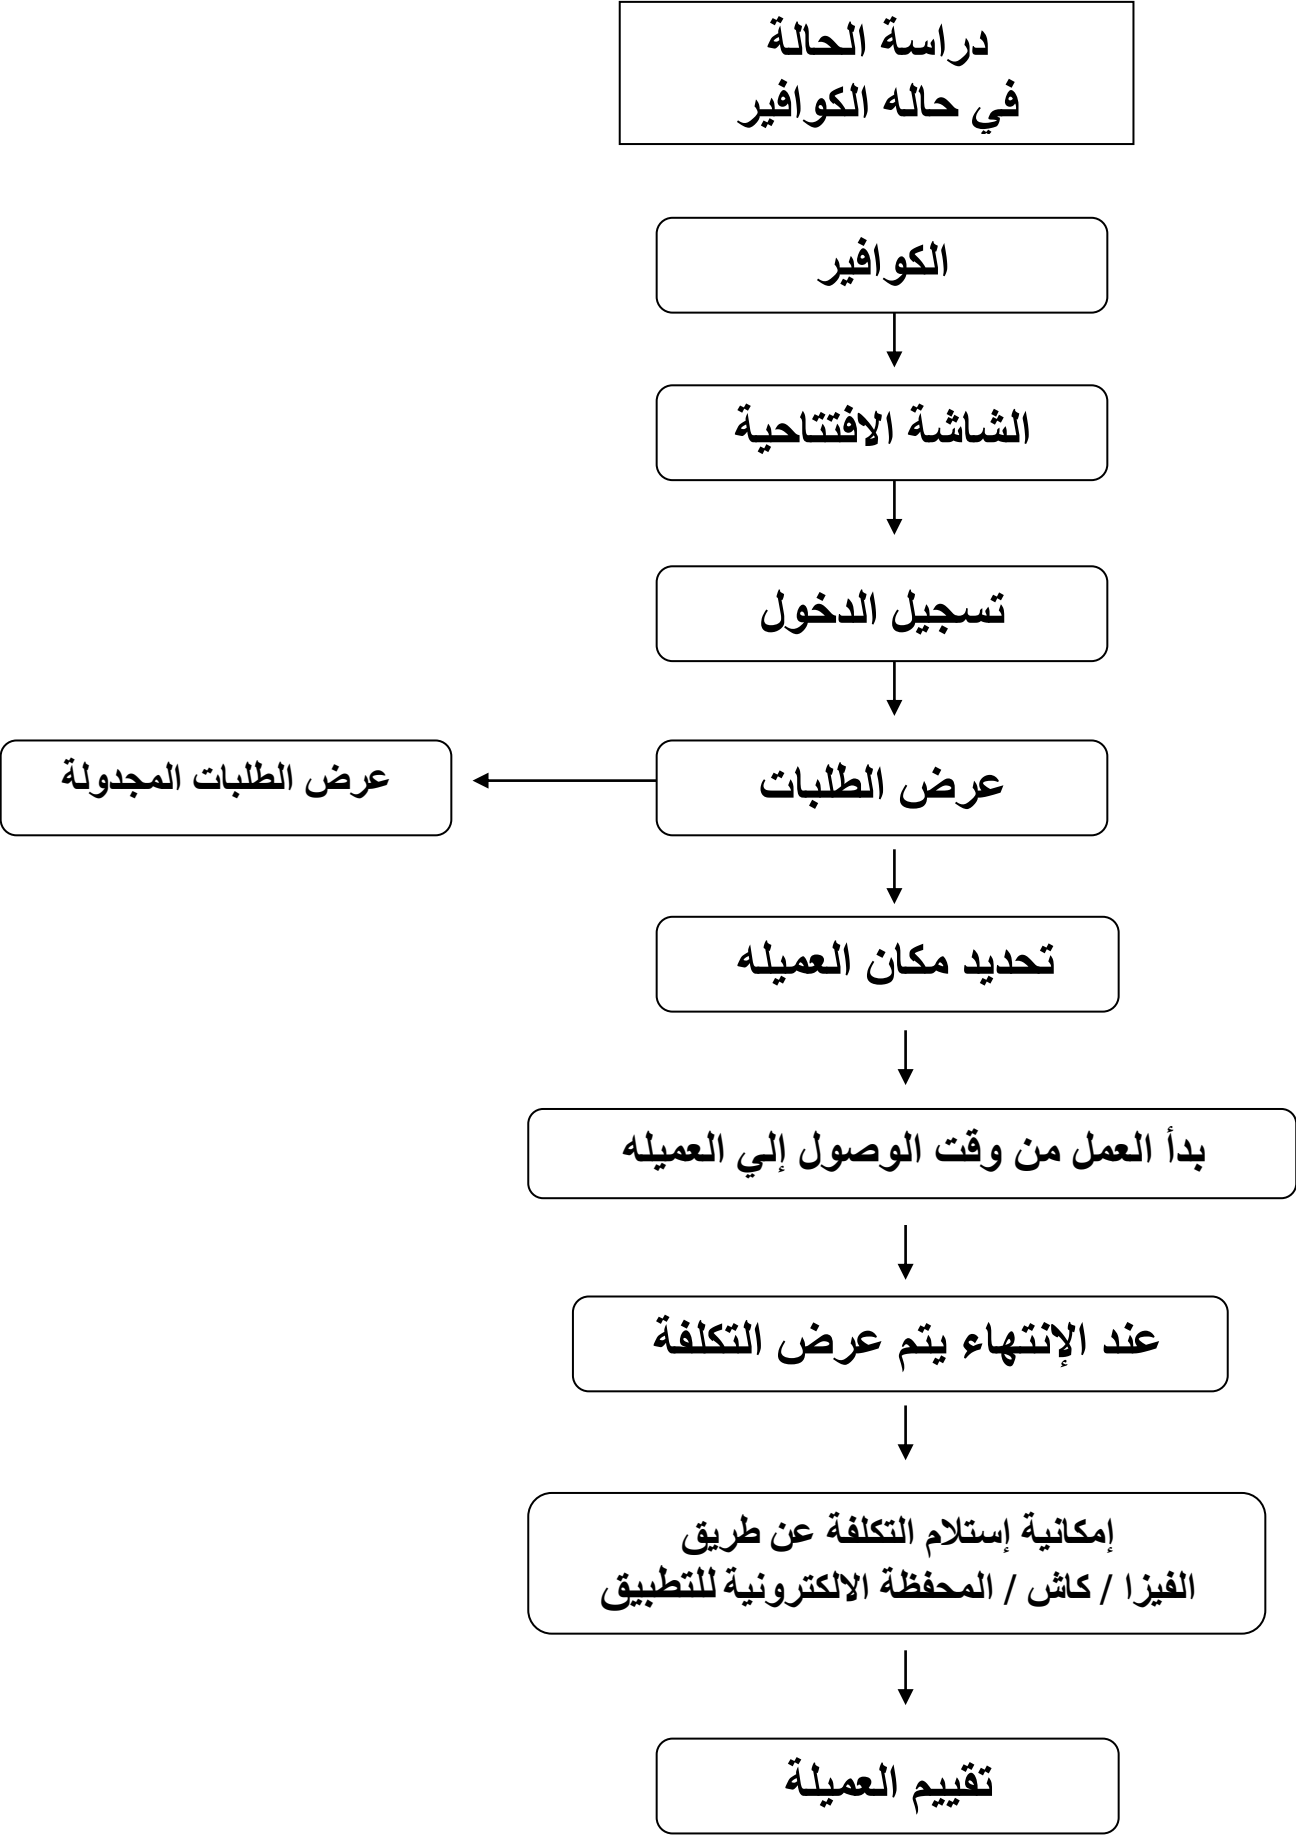 دراسة الحالة
في حاله الكوافير
الكوافير
الشاشة الافتتاحية
تسجيل الدخول
عرض الطلبات
عرض الطلبات المجدولة
تحديد مكان العميله
بدأ العمل من وقت الوصول إلي العميله
عند الإنتهاء يتم عرض التكلفة
إمكانية إستلام التكلفة عن طريق
الفيزا / كاش / المحفظة الالكترونية للتطبيق
تقييم العميلة